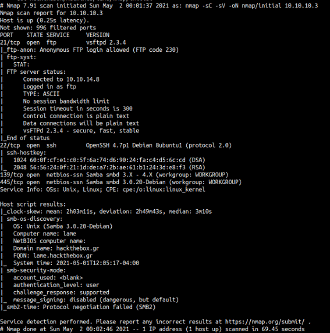 # Nmap 7.91 scan initiated Sun May 2 00:01:37 2021 as: nmap -sC -sV -oN nmap/initial 10.10.10.3
Nmap scan report for 10.10.10.3
Host is up (0.25s latency).
Not shown: 996 filtered ports
PORT STATE SERVICE VERSION
21/tcp open ftp vsftpd 2.3.4
|_ftp-anon: Anonymous FTP login allowed (FTP code 230)
| ftp-syst:
| STAT:
| FTP server status:
| Connected to 10.10.14.8
| Logged in as ftp
| TYPE: ASCII
| No session bandwidth limit
| Session timeout in seconds is 300
| Control connection is plain text
| Data connections will be plain text
| vsFTPd 2.3.4 - secure, fast, stable
|_End of status
22/tcp open ssh OpenSSH 4.7p1 Debian 8ubuntu1 (protocol 2.0)
| ssh-hostkey:
| 1024 60:0f:cf:e1:c0:5f:6a:74:d6:90:24:fa:c4:d5:6c:cd (DSA)
|_ 2048 56:56:24:0f:21:1d:de:a7:2b:ae:61:b1:24:3d:e8:f3 (RSA)
139/tcp open netbios-ssn Samba smbd 3.X - 4.X (workgroup: WORKGROUP)
445/tcp open netbios-ssn Samba smbd 3.0.20-Debian (workgroup: WORKGROUP)
Service Info: OSs: Unix, Linux; CPE: cpe:/o:linux:linux_kernel
Host script results:
|_clock-skew: mean: 2h03m11s, deviation: 2h49m43s, median: 3m10s
| smb-os-discovery:
| OS: Unix (Samba 3.0.20-Debian)
| Computer name: lame
| NetBIOS computer name:
| Domain name: hackthebox.gr
| FQDN: lame.hackthebox.gr
|_ System time: 2021-05-01T12:05:17-04:00
| smb-security-mode:
| account_used: <blank>
| authentication_level: user
| challenge_response: supported
|_ message_signing: disabled (dangerous, but default)
|_smb2-time: Protocol negotiation failed (SMB2)
Service detection performed. Please report any incorrect results at https://nmap.org/submit/ .
# Nmap done at Sun May 2 00:02:46 2021 -- 1 IP address (1 host up) scanned in 69.45 seconds